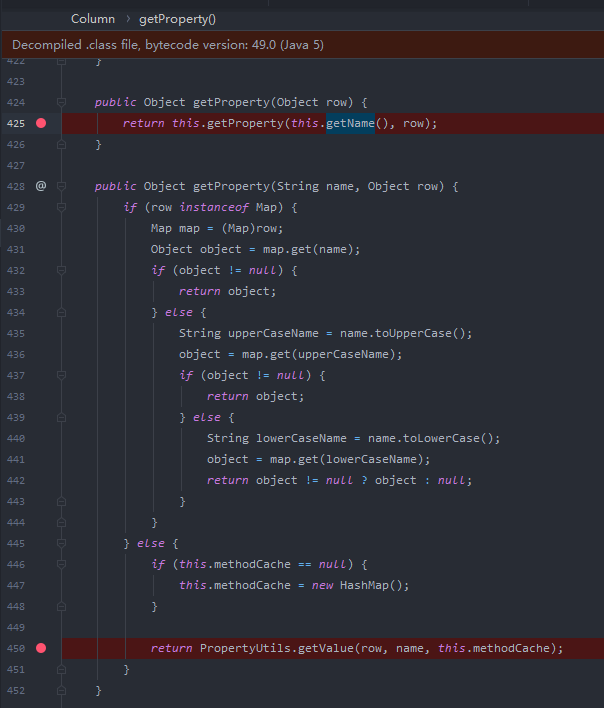 Column › getProperty()
Decompiled .class file, bytecode version: 49.0 (Java 5)
422 }
423
424 public Object getProperty(Object row) {
425 return this.getProperty(this.getName(), row);
426 }
427
428 @ public Object getProperty(String name, Object row) {
429 if (row instanceof Map) {
430 Map map = (Map)row;
431 Object object = map.get(name);
432 if (object != null) {
433 return object;
434 } else {
435 String upperCaseName = name.toUpperCase();
436 object = map.get(upperCaseName);
437 if (object != null) {
438 return object;
439 } else {
440 String lowerCaseName = name.toLowerCase();
441 object = map.get(lowerCaseName);
442 return object != null ? object : null;
443 }
444 }
445 } else {
446 if (this.methodCache == null) {
447 this.methodCache = new HashMap();
448 }
449
450 return PropertyUtils.getValue(row, name, this.methodCache);
451 }
452 }